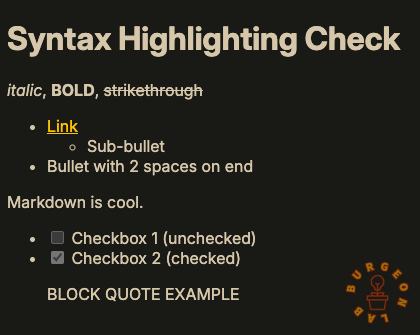 Syntax Highlighting Check
italic, BOLD, strikethrough
Link
Sub-bullet
Bullet with 2 spaces on end
Markdown is cool.
Checkbox 1 (unchecked)
Checkbox 2 (checked)
BLOCK QUOTE EXAMPLE
BURGEON LAB